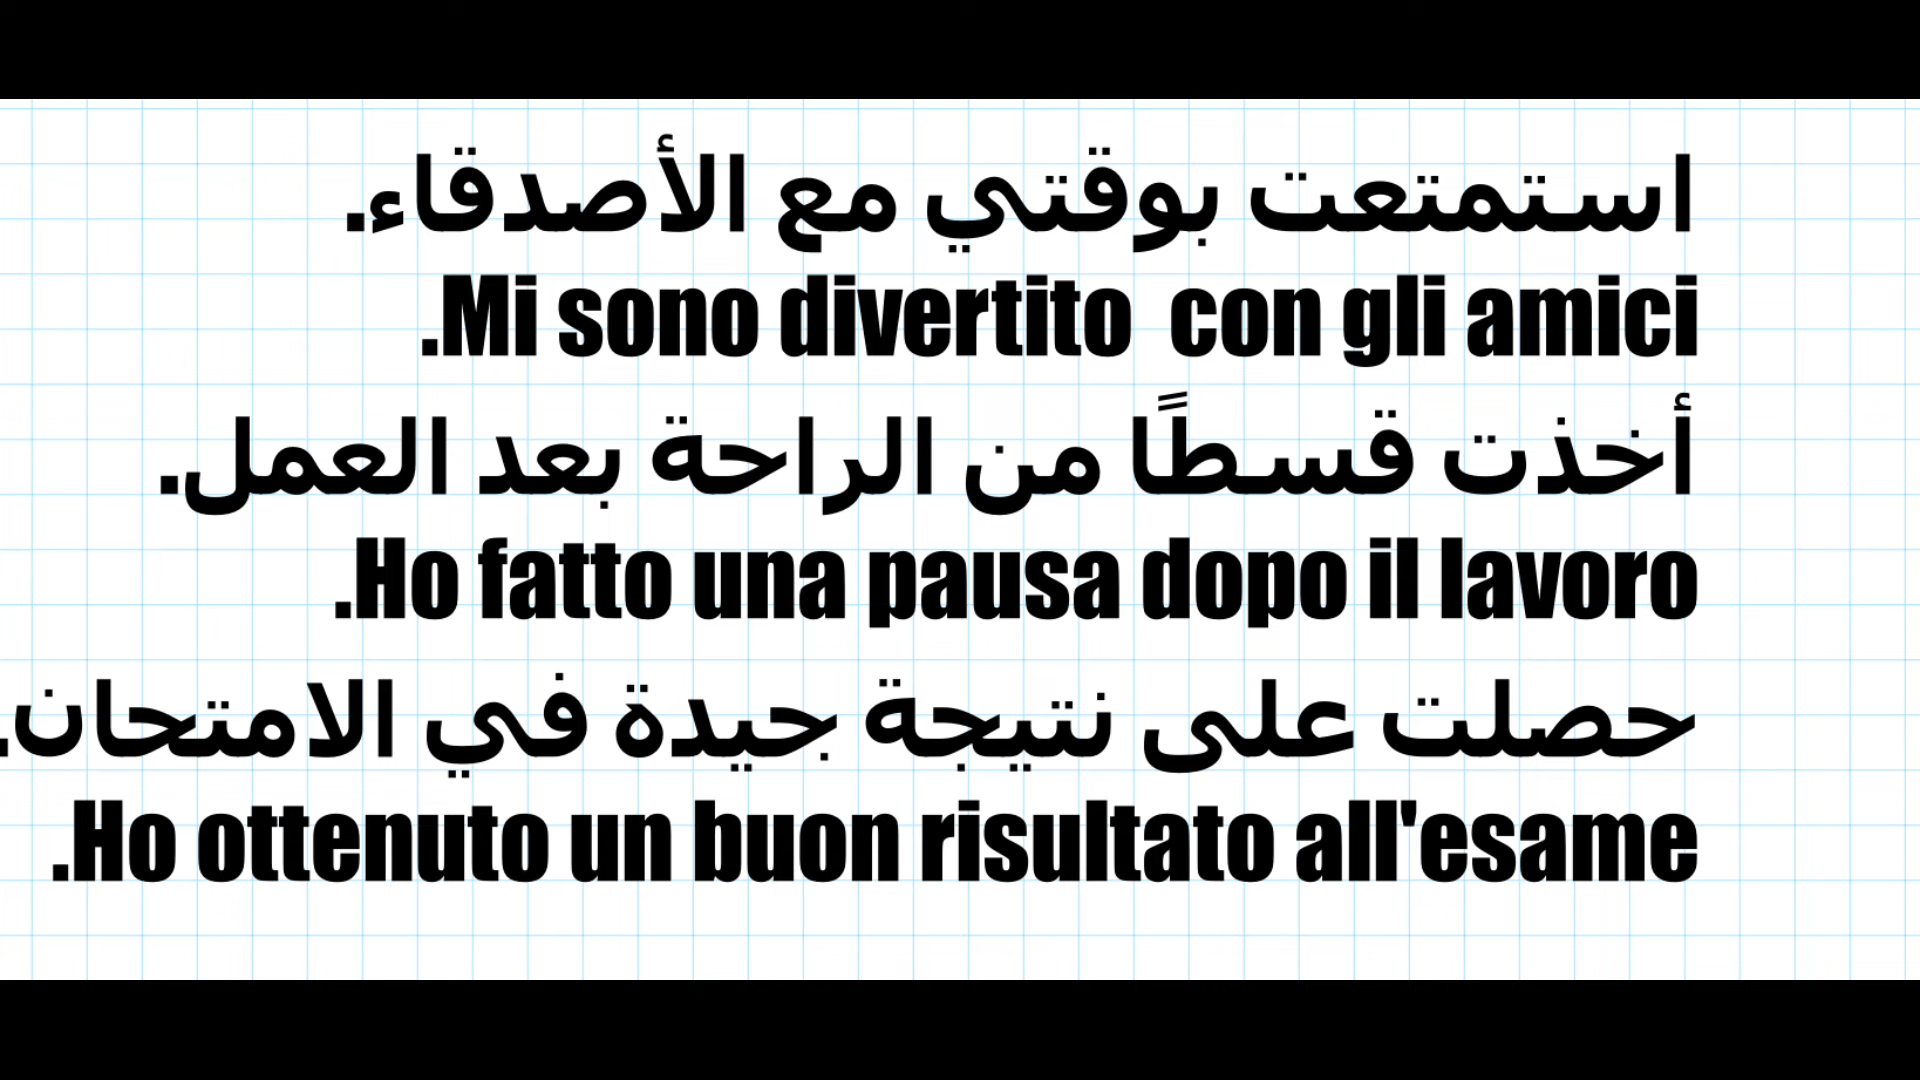 استمتعت بوقتي مع الأصدقاء.
.Mi sono divertito  con gli amici
أخذت قسطًا من الراحة بعد العمل.
.Ho fatto una pausa dopo il lavoro
حصلت على نتيجة جيدة في الامتحان.
.Ho ottenuto un buon risultato all'esame